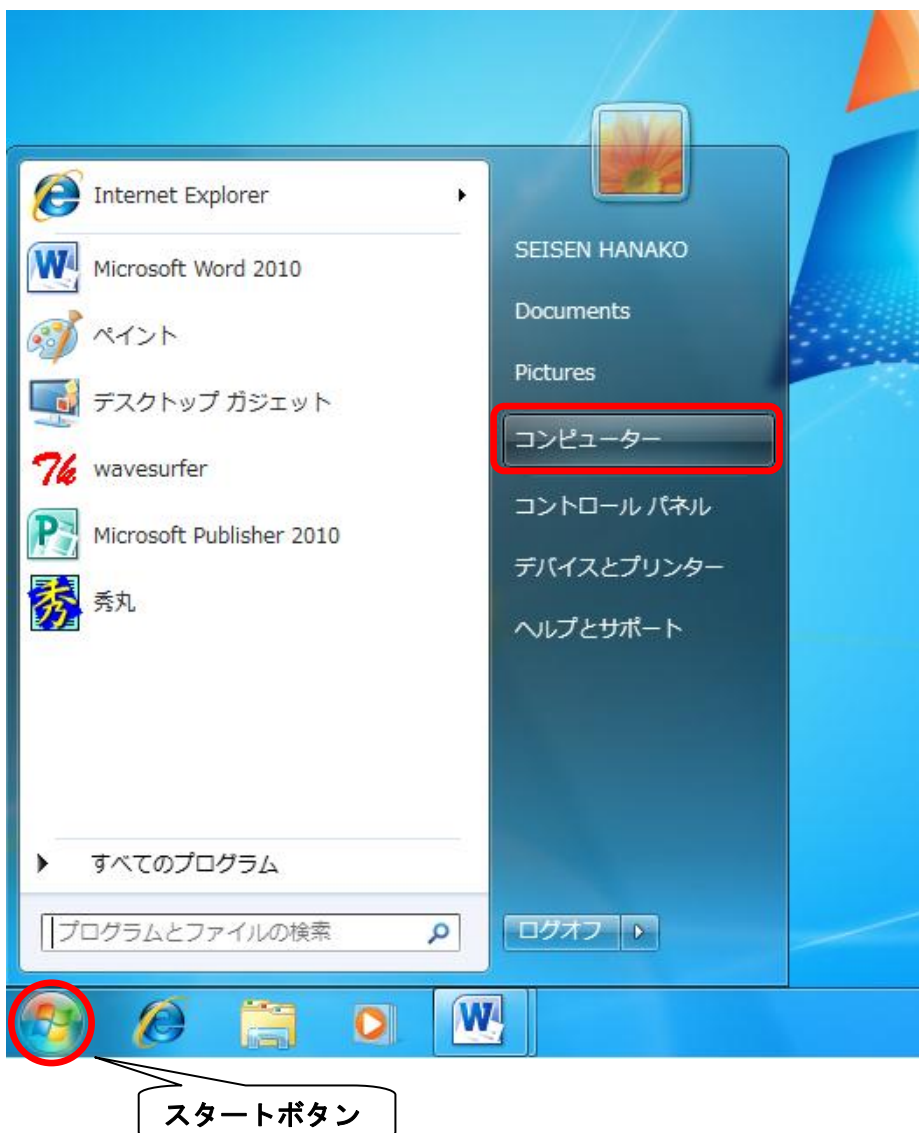 Internet Explorer
Microsoft Word 2010
ペイント
デスクトップ ガジェット
wavesurfer
Microsoft Publisher 2010
秀丸
すべてのプログラム
プログラムとファイルの検索
SEISEN HANAKO
Documents
Pictures
コンピューター
コントロール パネル
デバイスとプリンター
ヘルプとサポート
ログオフ
スタートボタン